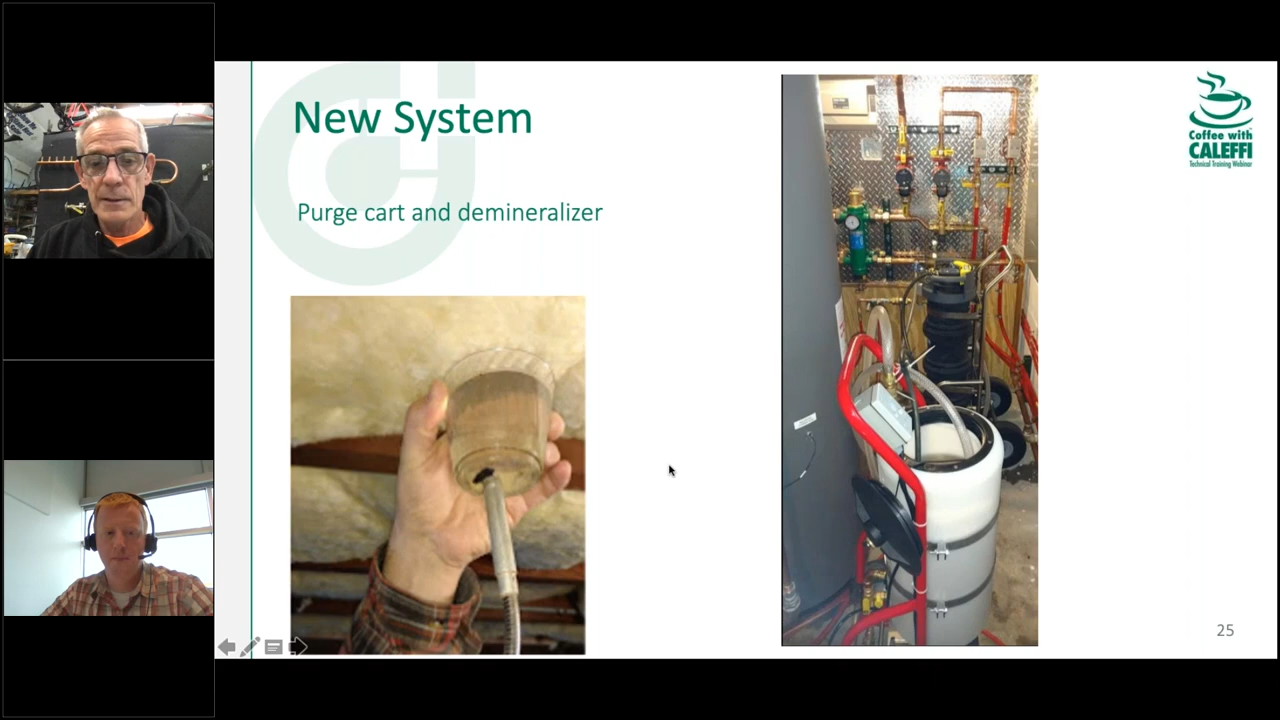 New System
Purge cart and demineralizer
Coffee with
CALEFFI
Technical Training Webinar
25